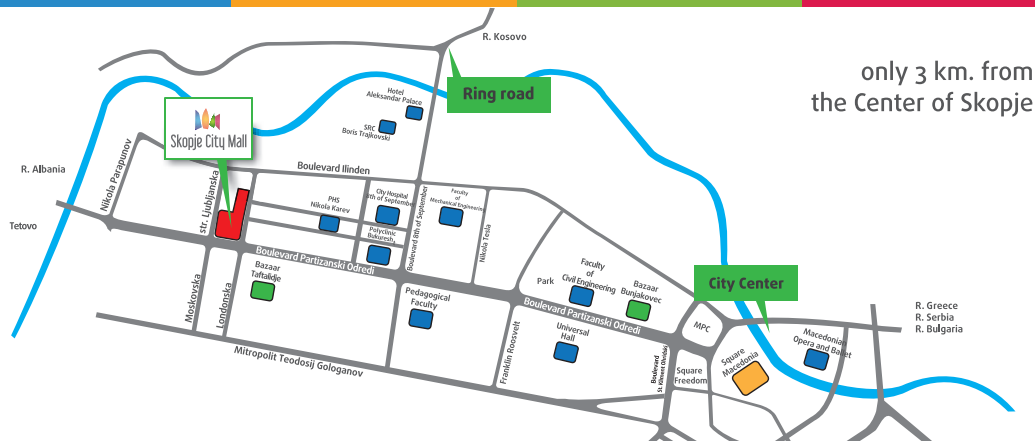 R. Kosovo
only 3 km. from
the Center of Skopje
Ring road
Hotel
Aleksandar Palace
SRC
Boris Trajkovski
Skopje City Mall
R. Albania
Nikola Parapunov
Boulevard Ilinden
Tetovo
str. Ljubljanska
PHS
Nikola Karev
City Hospital
8th of September
Polyclinic
Bukuresh
Boulevard 8th of September
Faculty
of
Mechanical Engineering
Nikola Tesla
Boulevard Partizanski Odredi
Bazaar
Taftalidje
Moskovska
Londonska
Pedagogical
Faculty
Park
Faculty
of
Civil Engineering
Bazaar
Bunjakovec
City Center
Boulevard Partizanski Odredi
Universal
Hall
Franklin Roosvelt
MPC
R. Greece
R. Serbia
R. Bulgaria
Macedonian
Opera and Ballet
Square
Macedonia
Boulevard
St. Kliment Ohridski
Square
Freedom
Mitropolit Teodosij Gologanov